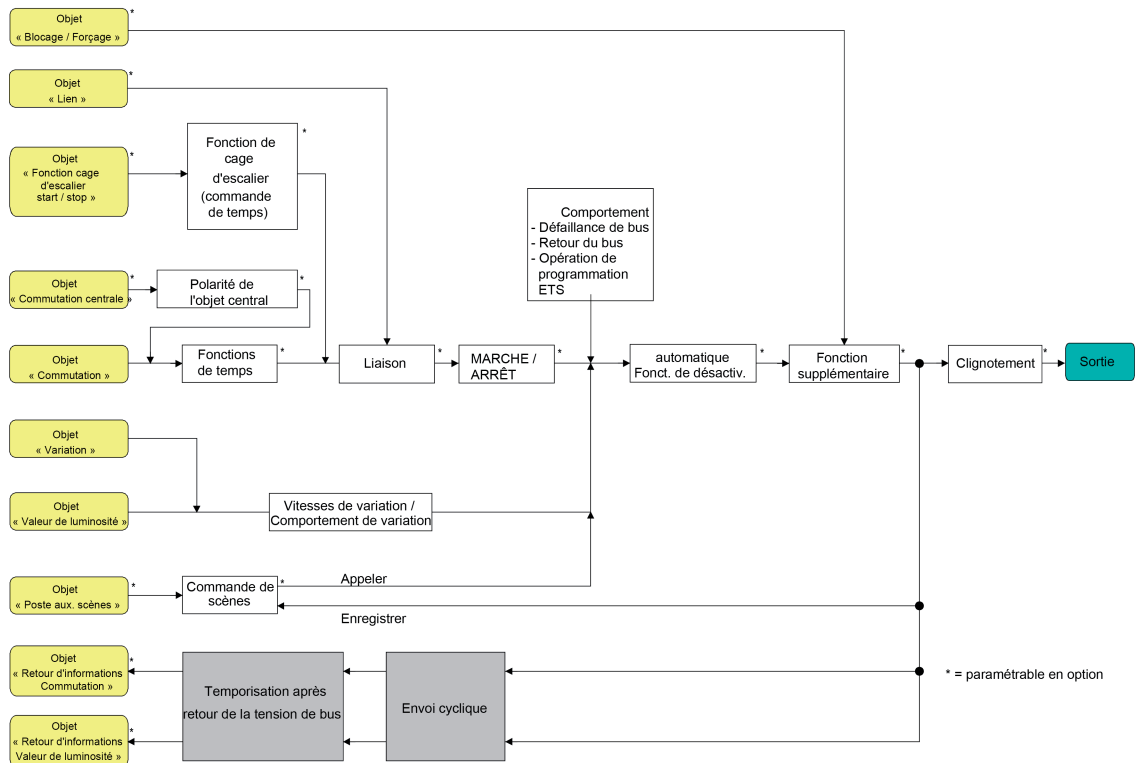 Objet
« Blocage / Forçage »
*
Objet
« Lien »
*
Objet
« Fonction cage
d'escalier
start / stop »
*
Fonction de
cage
d'escalier
(commande
de temps)
*
Comportement
- Défaillance de bus
- Retour du bus
- Opération de
programmation
ETS
Objet
« Commutation centrale »
*
Polarité de
l'objet central
*
Objet
« Commutation »
*
Fonctions
de temps
*
Liaison
*
MARCHE /
ARRÊT
*
automatique
Fonct. de désactiv.
*
Fonction
supplémentaire
*
Clignotement
*
Sortie
Objet
« Variation »
Objet
« Valeur de luminosité »
Vitesses de variation /
Comportement de variation
Objet
« Poste aux. scènes »
*
Commande de
scènes
*
Appeler
Enregistrer
Objet
« Retour d'informations
Commutation »
*
Temporisation après
retour de la tension de bus
Envoi cyclique
* = paramétrable en option
Objet
« Retour d'informations
Valeur de luminosité »
*